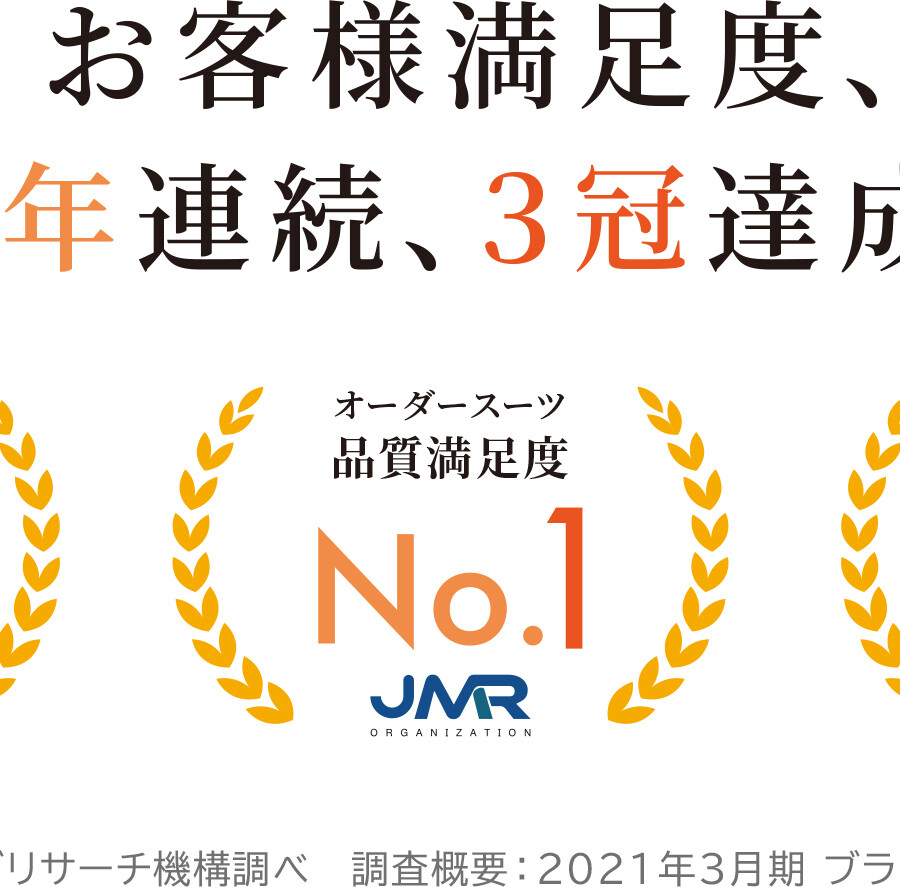 お客様満足度、
年連続、3冠達成
オーダースーツ
品質満足度
No.1
JMR
ORGANIZATION
リサーチ機構調べ　調査概要：2021年3月期 ブラ